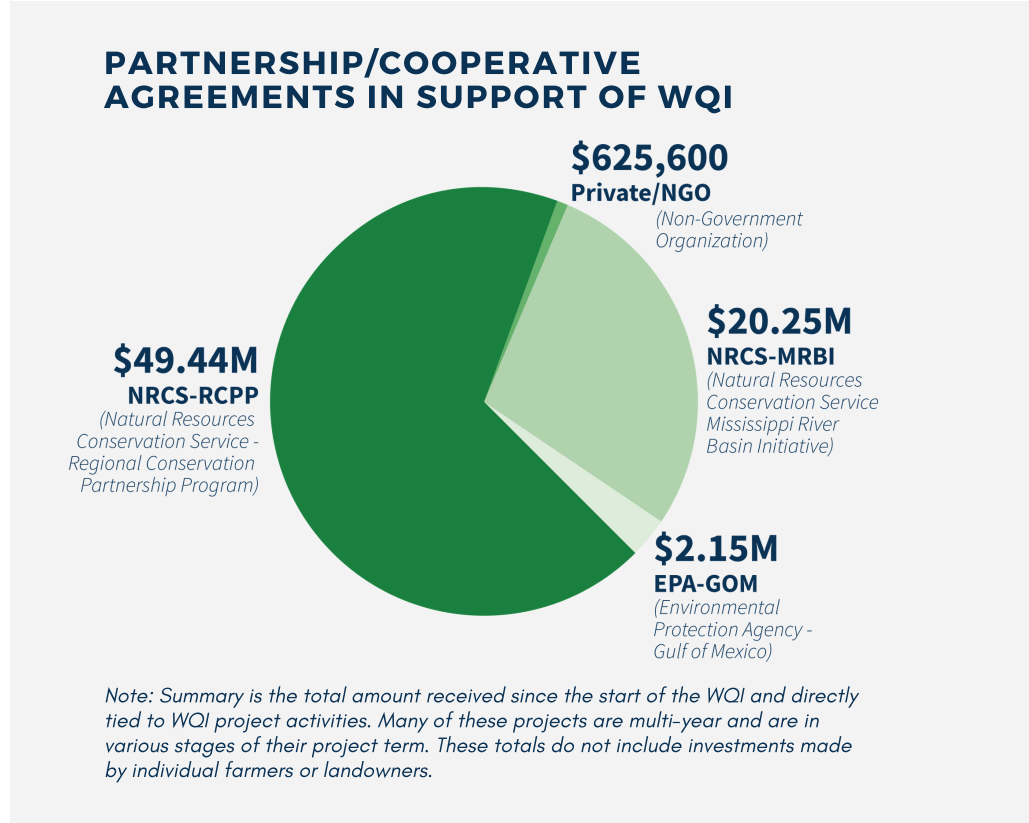 PARTNERSHIP/COOPERATIVE
AGREEMENTS IN SUPPORT OF WQI
$625,600
Private/NGO
(Non-Government
Organization)
$20.25M
NRCS-MRBI
(Natural Resources
Conservation Service
Mississippi River
Basin Initiative)
$49.44M
NRCS-RCPP
(Natural Resources
Conservation Service -
Regional Conservation
Partnership Program)
$2.15M
EPA-GOM
(Environmental
Protection Agency -
Gulf of Mexico)
Note: Summary is the total amount received since the start of the WQI and directly
tied to WQI project activities. Many of these projects are multi-year and are in
various stages of their project term. These totals do not include investments made
by individual farmers or landowners.